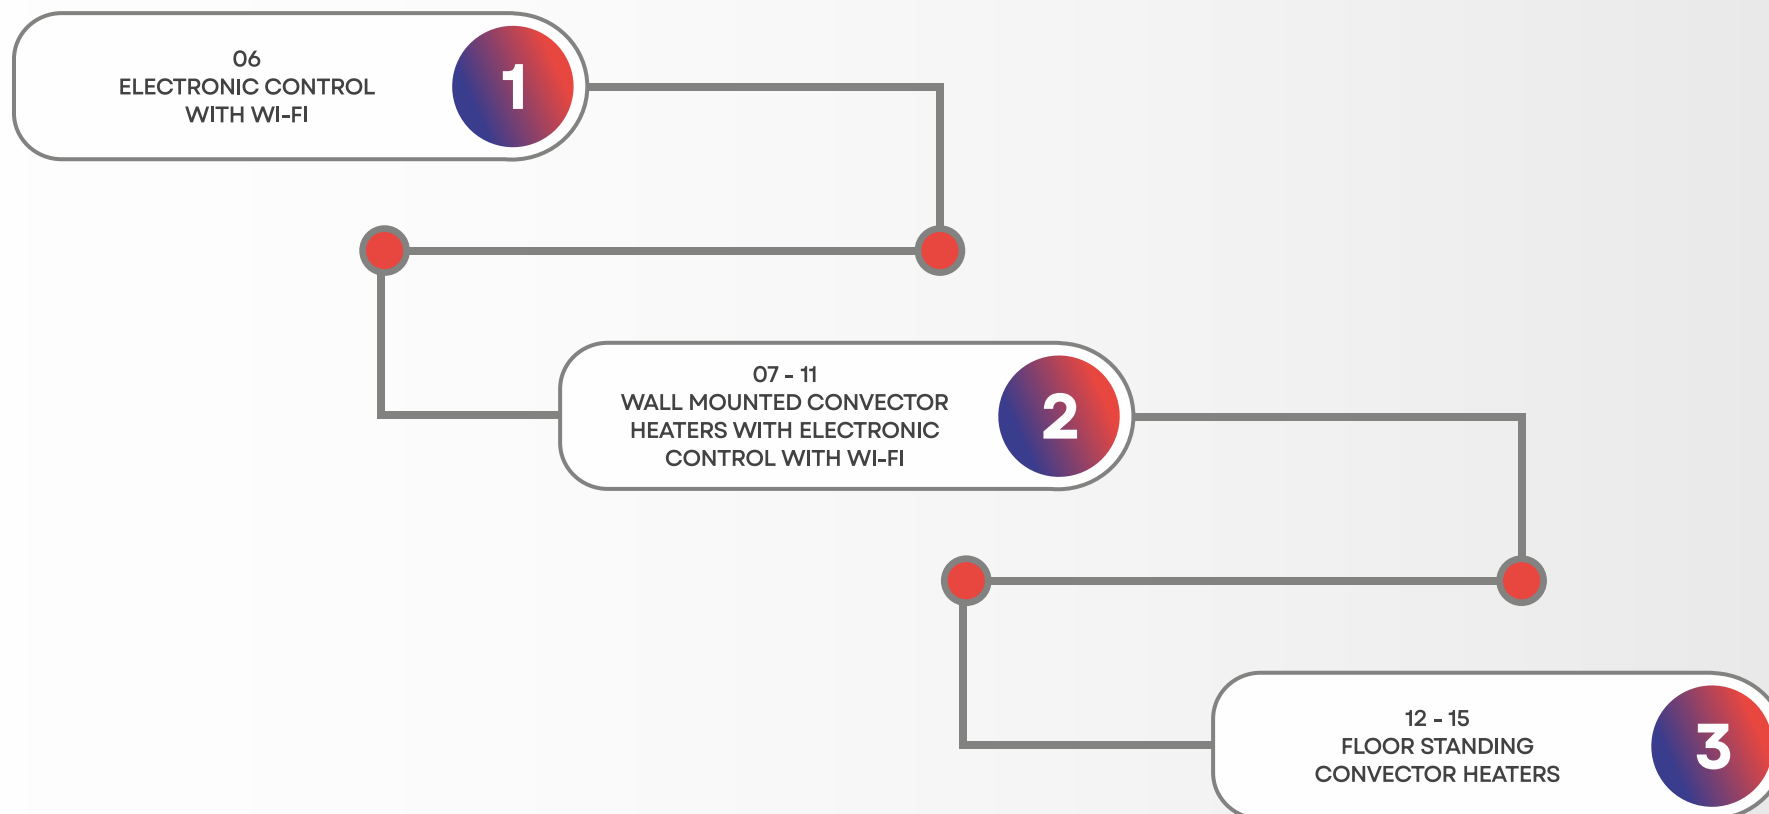 06
ELECTRONIC CONTROL
WITH WI-FI
1
07 - 11
WALL MOUNTED CONVECTOR
HEATERS WITH ELECTRONIC
CONTROL WITH WI-FI
2
12 - 15
FLOOR STANDING
CONVECTOR HEATERS
3